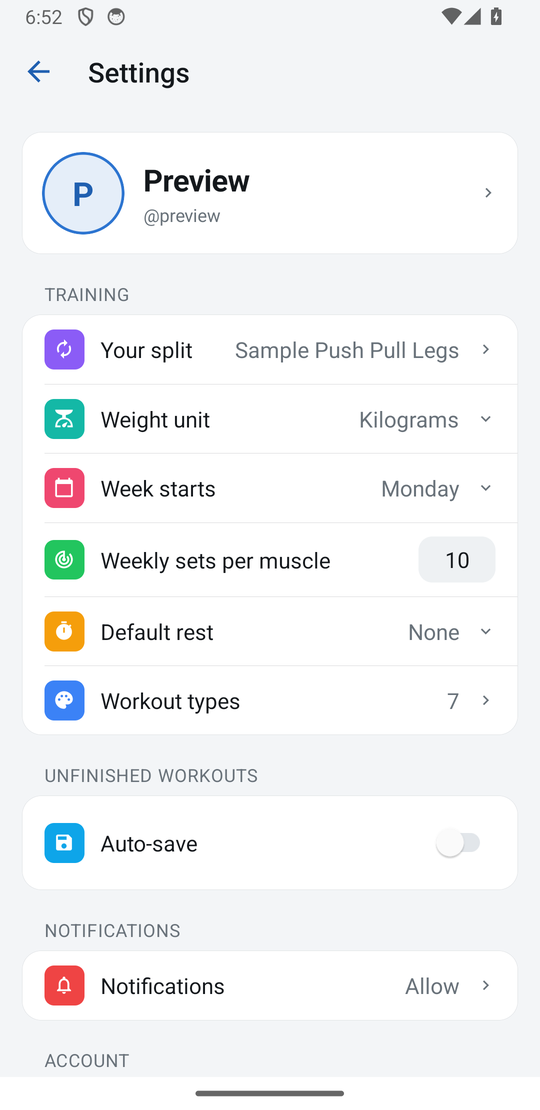 6:52
Settings
P
Preview
@preview
TRAINING
Your split Sample Push Pull Legs
Weight unit Kilograms
Week starts Monday
Weekly sets per muscle 10
Default rest None
Workout types 7
UNFINISHED WORKOUTS
Auto-save
NOTIFICATIONS
Notifications Allow
ACCOUNT